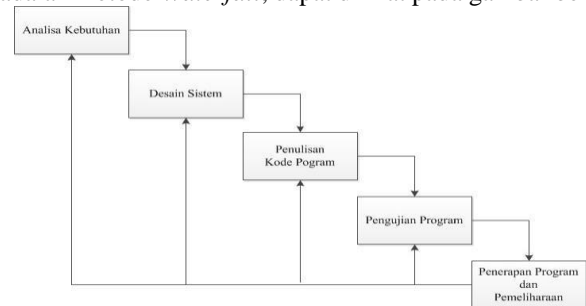 Analisa Kebutuhan
Desain Sistem
Penulisan
Kode Pogram
Pengujian Program
Penerapan Program
dan
Pemeliharaan